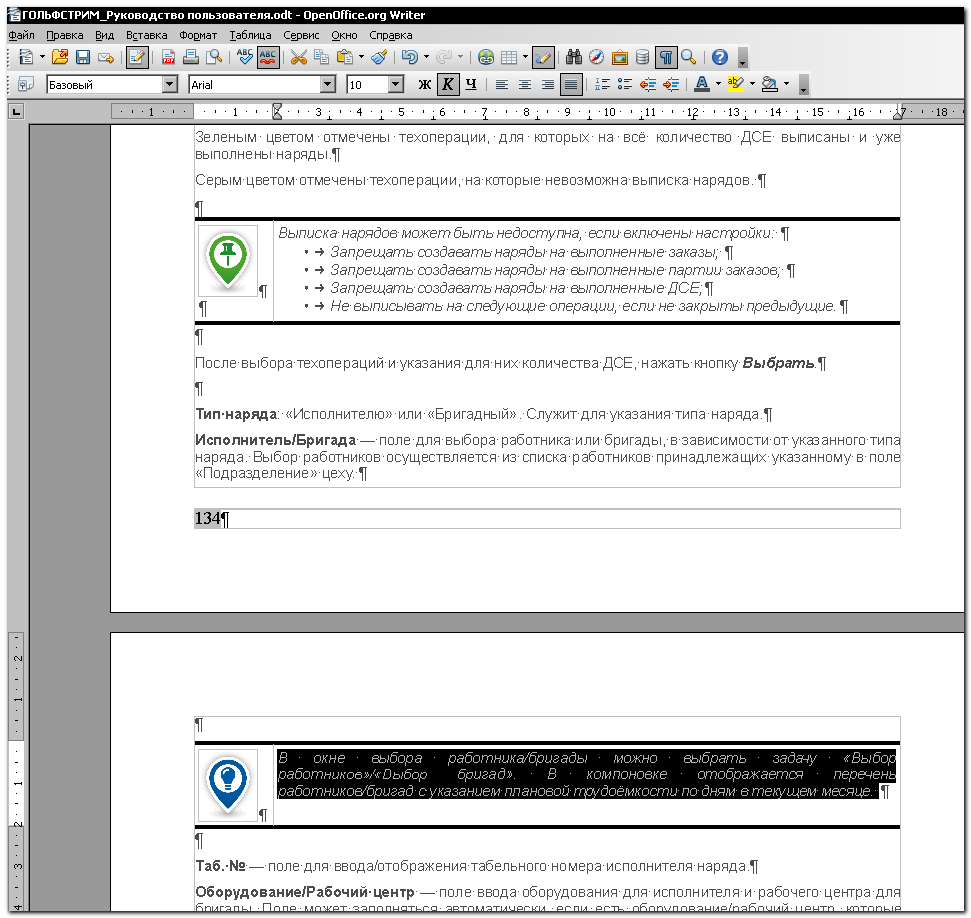 ГОЛЬФСТРИМ_Руководство пользователя.odt - OpenOffice.org Writer
Файл Правка Вид Вставка Формат Таблица Сервис Окно Справка
Базовый Arial 10 Ж К Ч
1 1 2 3 4 5 6 7 8 9 10 11 12 13 14 15 16 17 18
Зеленым цветом отмечены техоперации, для которых на всё количество ДСЕ выписаны и уже
выполнены наряды.¶
Серым цветом отмечены техоперации, на которые невозможна выписка нарядов. ¶
¶
Выписка нарядов может быть недоступна, если включены настройки: ¶
• → Запрещать создавать наряды на выполненные заказы; ¶
• → Запрещать создавать наряды на выполненные партии заказов; ¶
• → Запрещать создавать наряды на выполненные ДСЕ;¶
• → Не выписывать на следующие операции, если не закрыты предыдущие. ¶
¶
¶
¶
После выбора техопераций и указания для них количества ДСЕ, нажать кнопку Выбрать.¶
¶
Тип наряда: «Исполнителю» или «Бригадный». Служит для указания типа наряда.¶
Исполнитель/Бригада — поле для выбора работника или бригады, в зависимости от указанного типа
наряда. Выбор работников осуществляется из списка работников принадлежащих указанному в поле
«Подразделение» цеху. ¶
134¶
¶
В окне выбора работника/бригады можно выбрать задачу «Выбор
работников»/«Выбор бригад». В компоновке отображается перечень
работников/бригад с указанием плановой трудоёмкости по дням в текущем месяце. ¶
¶
¶
Таб. № — поле для ввода/отображения табельного номера исполнителя наряда.¶
Оборудование/Рабочий центр — поле ввода оборудования для исполнителя и рабочего центра для
бригады. Поле может заполняться автоматически, если есть оборудование/рабочий центр, которые